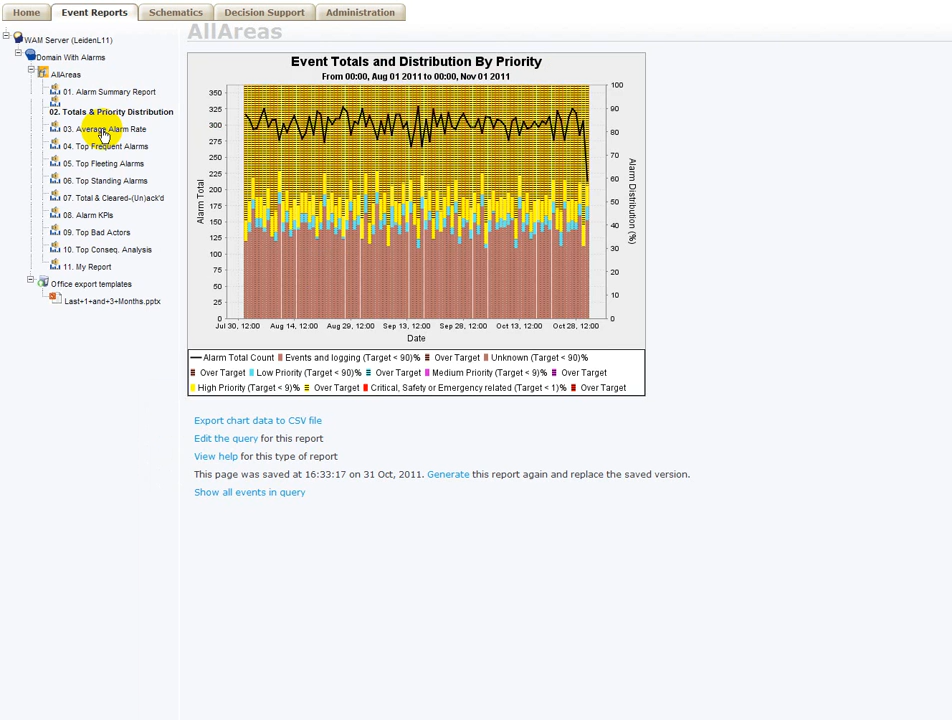 Home Event Reports Schematics Decision Support Administration
AllAreas
WAM Server (LeidenL11)
Domain With Alarms
AllAreas
01. Alarm Summary Report
02. Totals & Priority Distribution
03. Average Alarm Rate
04. Top Frequent Alarms
05. Top Fleeting Alarms
06. Top Standing Alarms
07. Total & Cleared-(Un)ack'd
08. Alarm KPIs
09. Top Bad Actors
10. Top Conseq. Analysis
11. My Report
Office export templates
Last+1+and+3+Months.pptx
Event Totals and Distribution By Priority
From 00:00, Aug 01 2011 to 00:00, Nov 01 2011
Alarm Total
350
325
300
275
250
225
200
175
150
125
100
75
50
25
0
100
90
80
70
60
50
40
30
20
10
0
Alarm Distribution (%)
Jul 30, 12:00 Aug 14, 12:00 Aug 29, 12:00 Sep 13, 12:00 Sep 28, 12:00 Oct 13, 12:00 Oct 28, 12:00
Date
Alarm Total Count Events and logging (Target < 90)% Over Target Unknown (Target < 90)%
Over Target Low Priority (Target < 90)% Over Target Medium Priority (Target < 9)% Over Target
High Priority (Target < 9)% Over Target Critical, Safety or Emergency related (Target < 1)% Over Target
Export chart data to CSV file
Edit the query for this report
View help for this type of report
This page was saved at 16:33:17 on 31 Oct, 2011. Generate this report again and replace the saved version.
Show all events in query